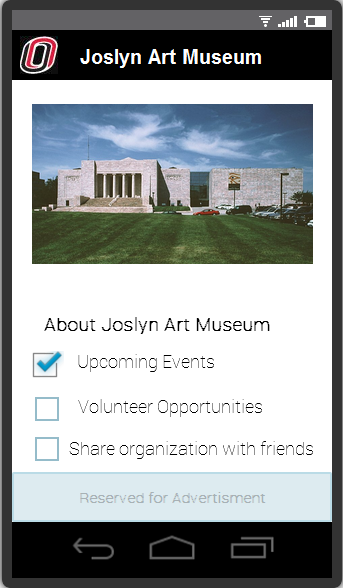 Joslyn Art Museum
About Joslyn Art Museum
Upcoming Events
Volunteer Opportunities
Share organization with friends
Reserved for Advertisment